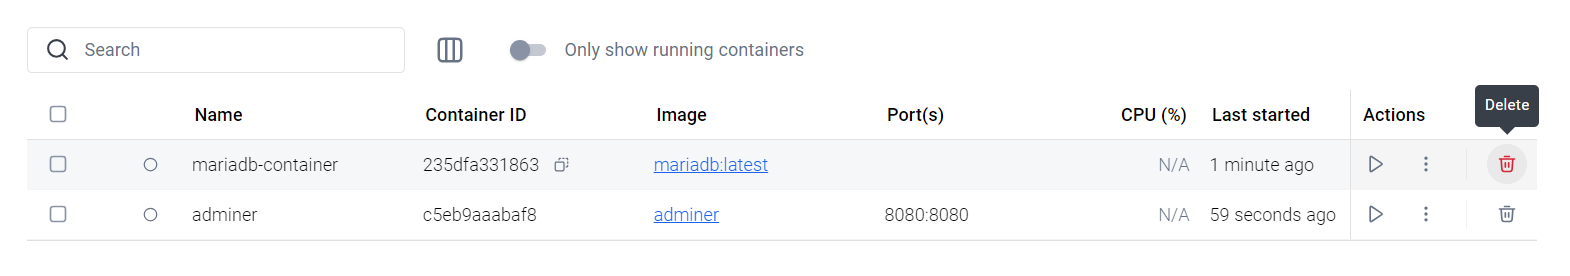 Search Only show running containers
Delete
Name Container ID Image Port(s) CPU (%) Last started Actions
mariadb-container 235dfa331863 mariadb:latest N/A 1 minute ago
adminer c5eb9aaabaf8 adminer 8080:8080 N/A 59 seconds ago